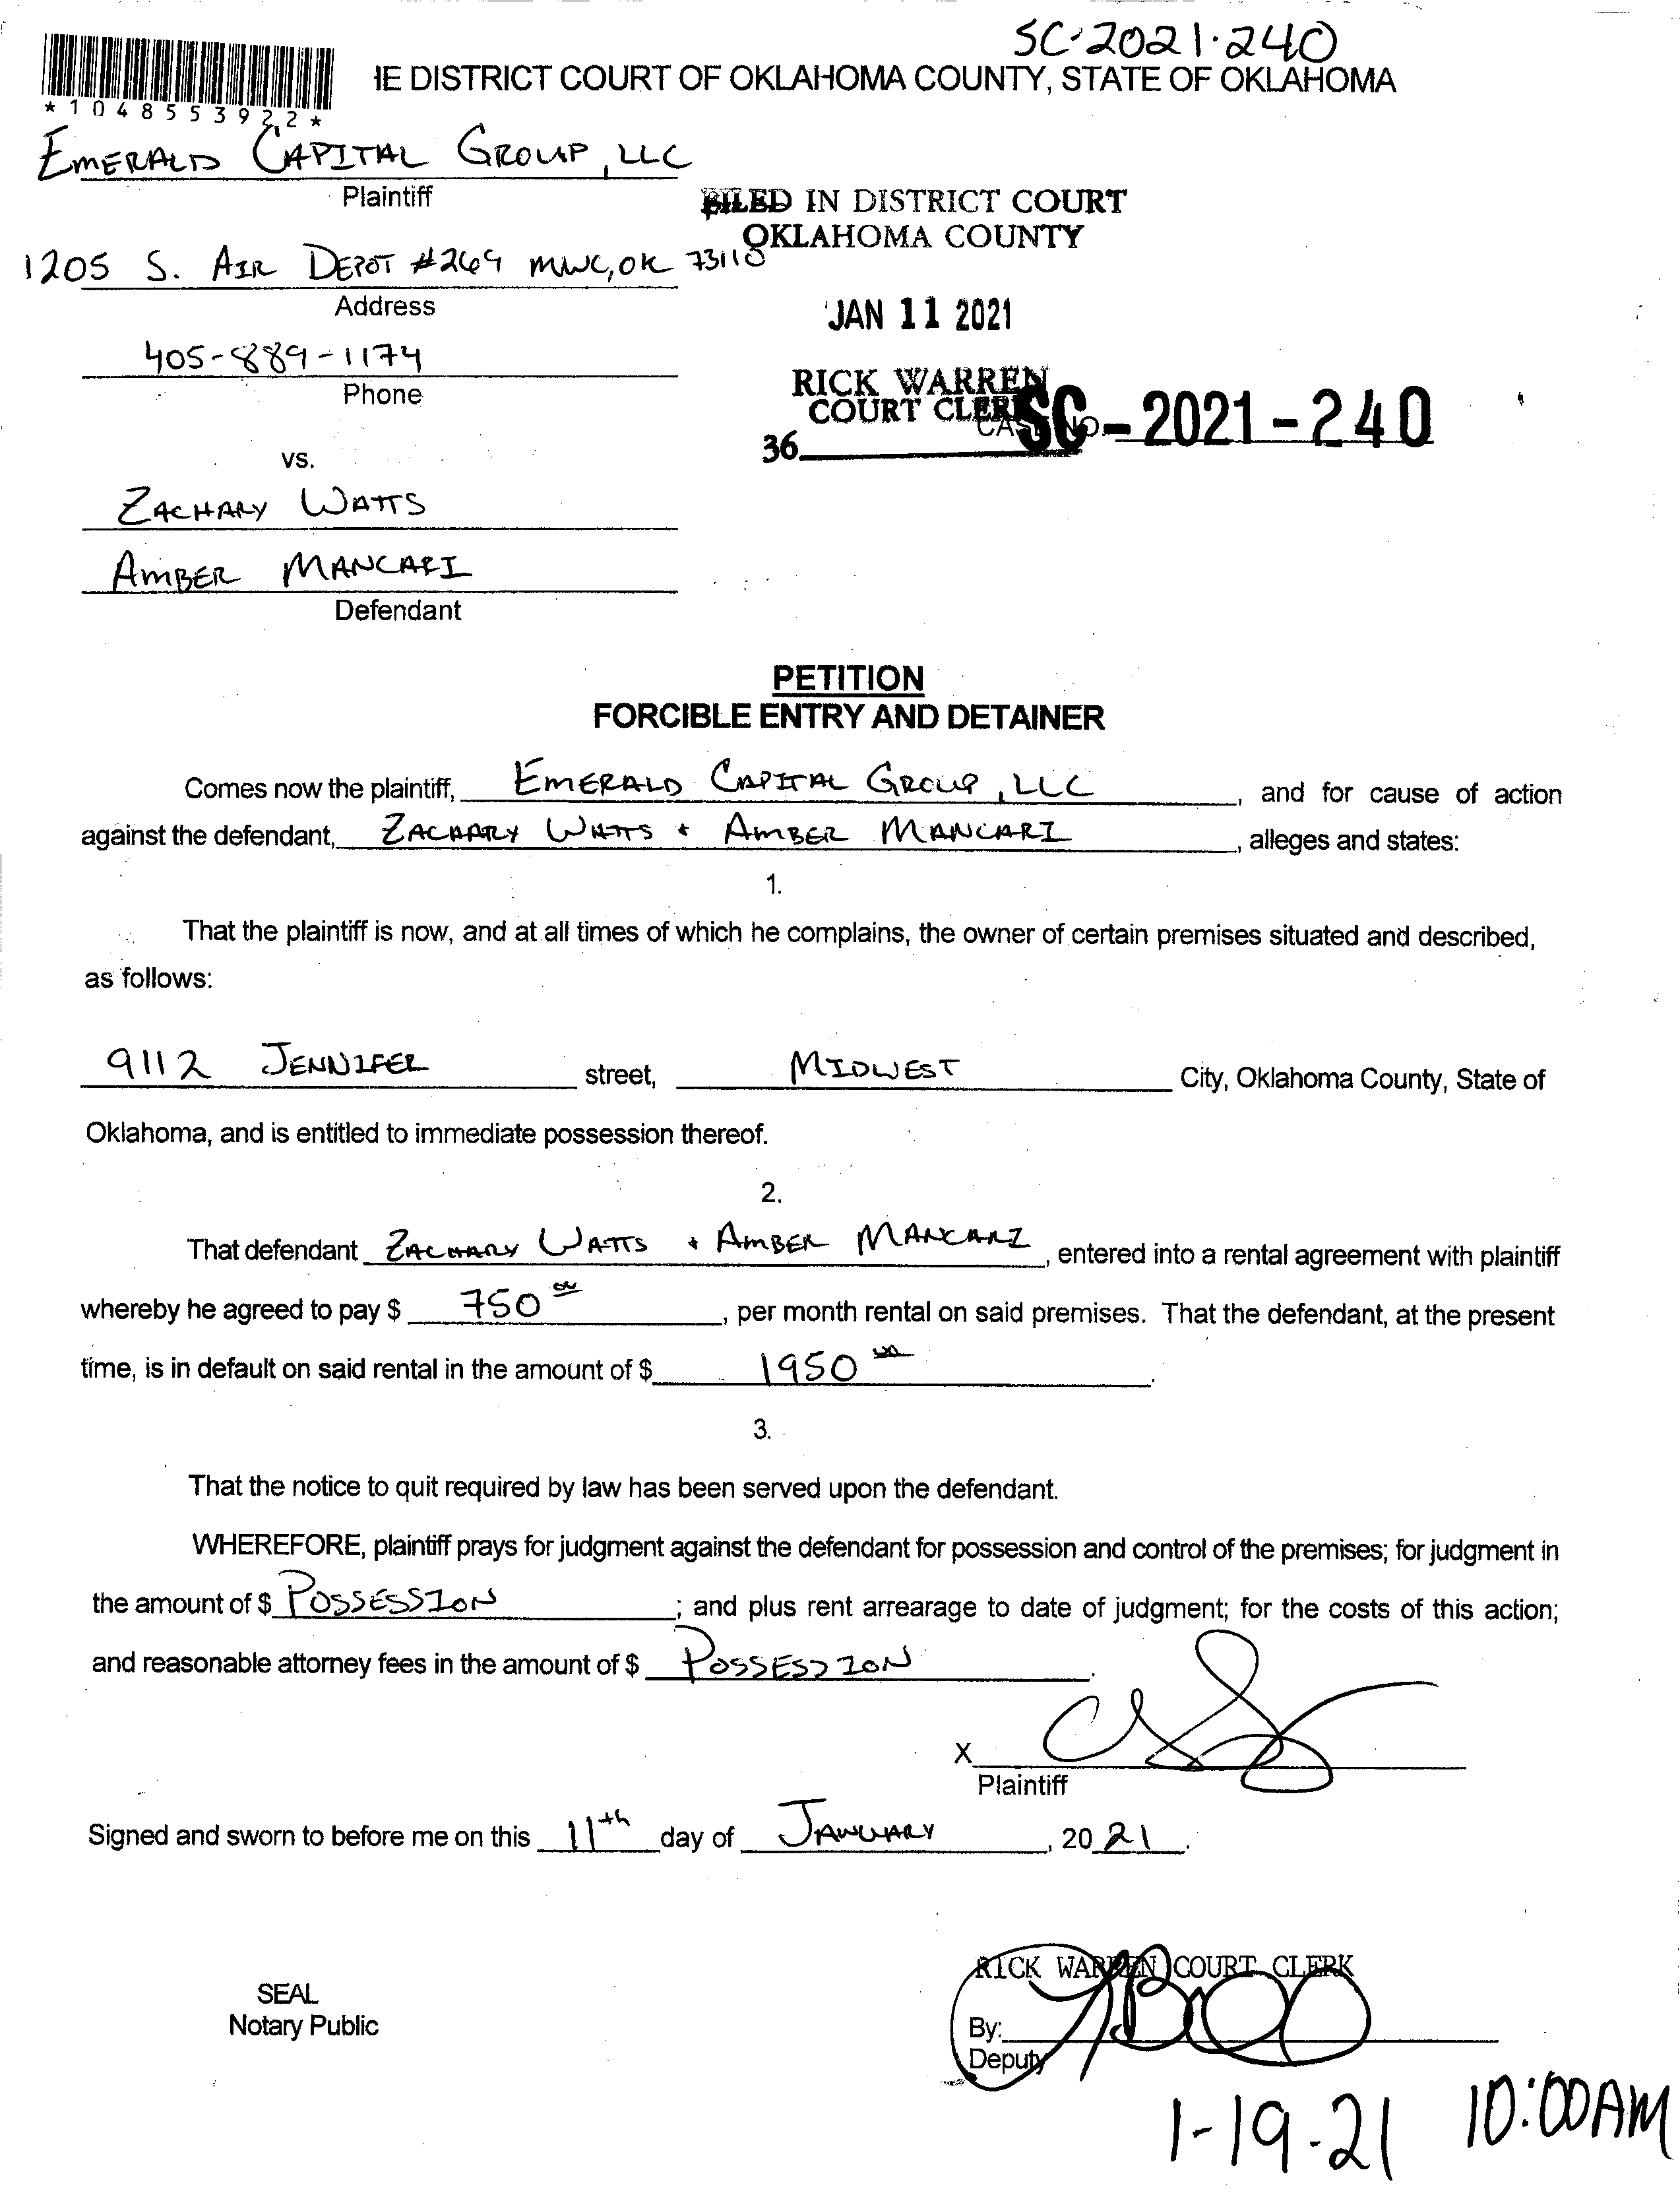 SC-2021-240
IE DISTRICT COURT OF OKLAHOMA COUNTY, STATE OF OKLAHOMA
*1048553922*
EMERALD CAPITAL GROUP, LLC
Plaintiff
FILED IN DISTRICT COURT
OKLAHOMA COUNTY
1205 S. AIR DEPOT #269 MWC, OK 73110
Address
JAN 11 2021
405-889-1174
Phone
RICK WARREN
COURT CLERK
CASE NO. SC-2021-240
36
vs.
ZACHARY WATTS
AMBER MANCARI
Defendant
PETITION
FORCIBLE ENTRY AND DETAINER
Comes now the plaintiff, EMERALD CAPITAL GROUP, LLC, and for cause of action
against the defendant, ZACHARY WATTS + AMBER MANCARI, alleges and states:
1.
That the plaintiff is now, and at all times of which he complains, the owner of certain premises situated and described,
as follows:
9112 JENNIFER street, MIDWEST City, Oklahoma County, State of
Oklahoma, and is entitled to immediate possession thereof.
2.
That defendant ZACHARY WATTS + AMBER MANCARI, entered into a rental agreement with plaintiff
whereby he agreed to pay $ 750 00, per month rental on said premises. That the defendant, at the present
time, is in default on said rental in the amount of $ 1950 00.
3.
That the notice to quit required by law has been served upon the defendant.
WHEREFORE, plaintiff prays for judgment against the defendant for possession and control of the premises; for judgment in
the amount of $ POSSESSION; and plus rent arrearage to date of judgment; for the costs of this action;
and reasonable attorney fees in the amount of $ POSSESSION.
X
Plaintiff
Signed and sworn to before me on this 11th day of JANUARY, 2021.
RICK WARREN COURT CLERK
SEAL
Notary Public
By:
Deputy
1-19-21 10:00AM